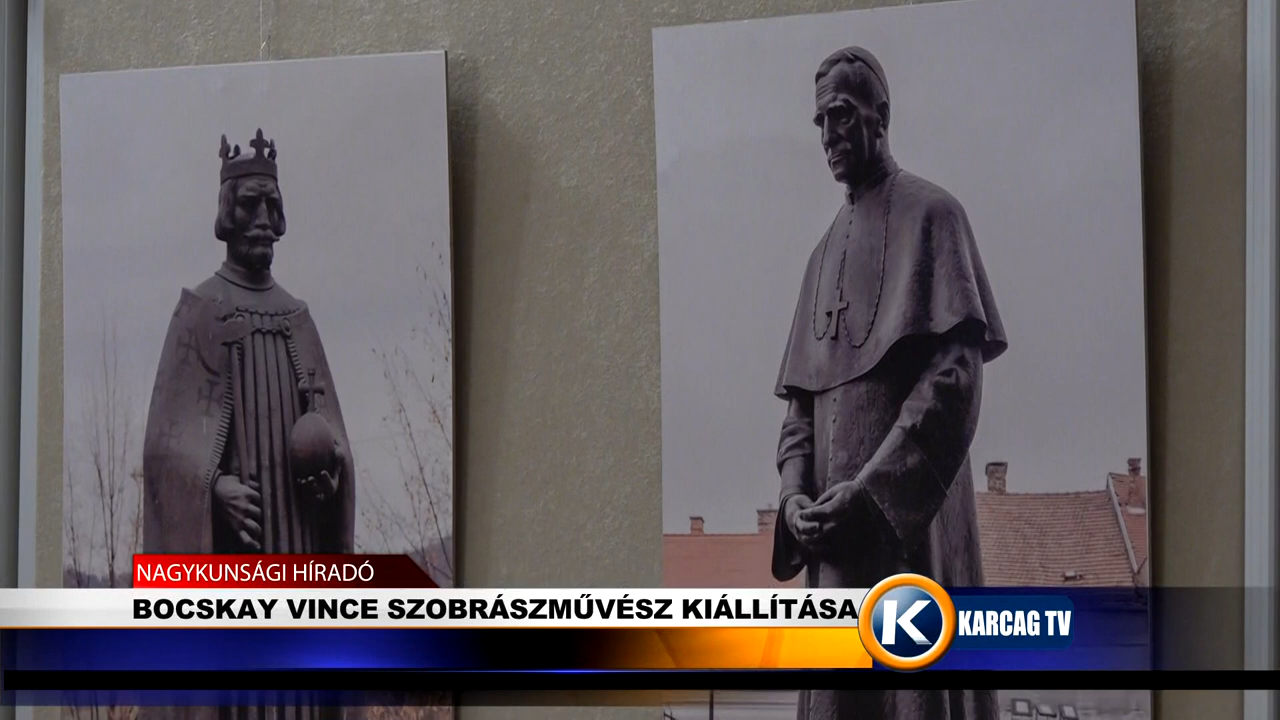 NAGYKUNSÁGI HÍRADÓ
BOCSKAY VINCE SZOBRÁSZMŰVÉSZ KIÁLLÍTÁSA
K KARCAG TV